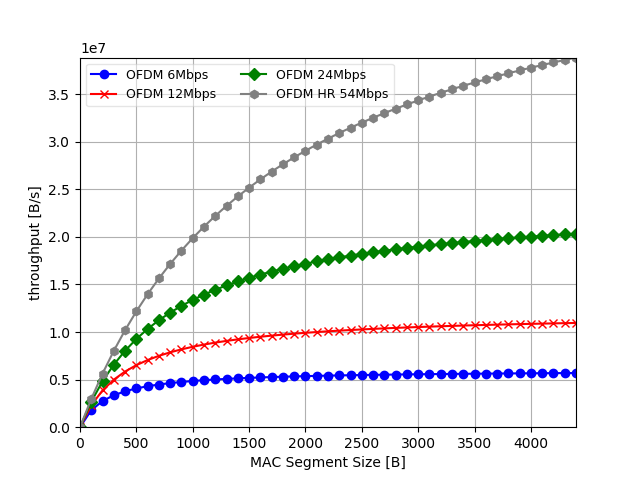 1e7
OFDM 6Mbps
OFDM 12Mbps
OFDM 24Mbps
OFDM HR 54Mbps
3.5
3.0
2.5
2.0
1.5
1.0
0.5
0.0
throughput [B/s]
0 500 1000 1500 2000 2500 3000 3500 4000
MAC Segment Size [B]